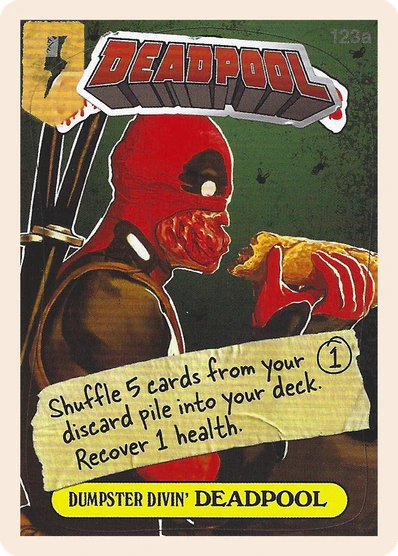 123a
DEADPOOL
Shuffle 5 cards from your
discard pile into your deck.
Recover 1 health.
1
DUMPSTER DIVIN' DEADPOOL